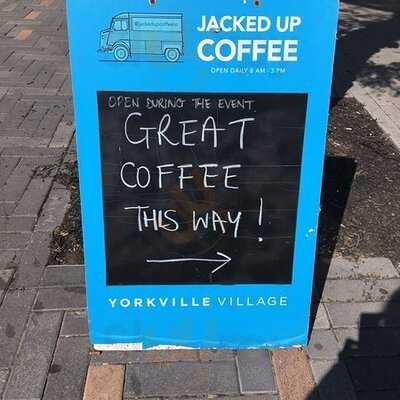 @jackedupcoffeeto
JACKED UP
COFFEE
OPEN DAILY 8 AM - 3 PM
OPEN DURING THE EVENT.
GREAT
COFFEE
THIS WAY!
YORKVILLE VILLAGE